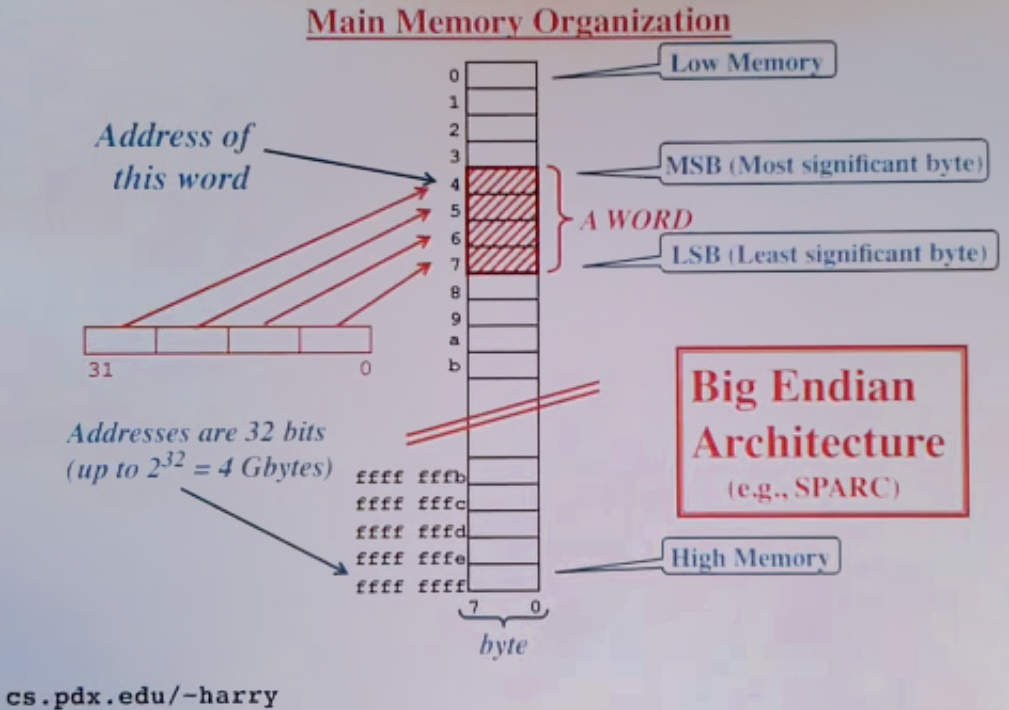 Main Memory Organization
Low Memory
0
1
2
3
4
5
6
7
8
9
a
b
Address of
this word
MSB (Most significant byte)
A WORD
LSB (Least significant byte)
31 0
Big Endian
Architecture
(e.g., SPARC)
Addresses are 32 bits
(up to 2³² = 4 Gbytes)
ffff fffb
ffff fffc
ffff fffd
ffff fffe
ffff ffff
High Memory
7 0
byte
cs.pdx.edu/~harry